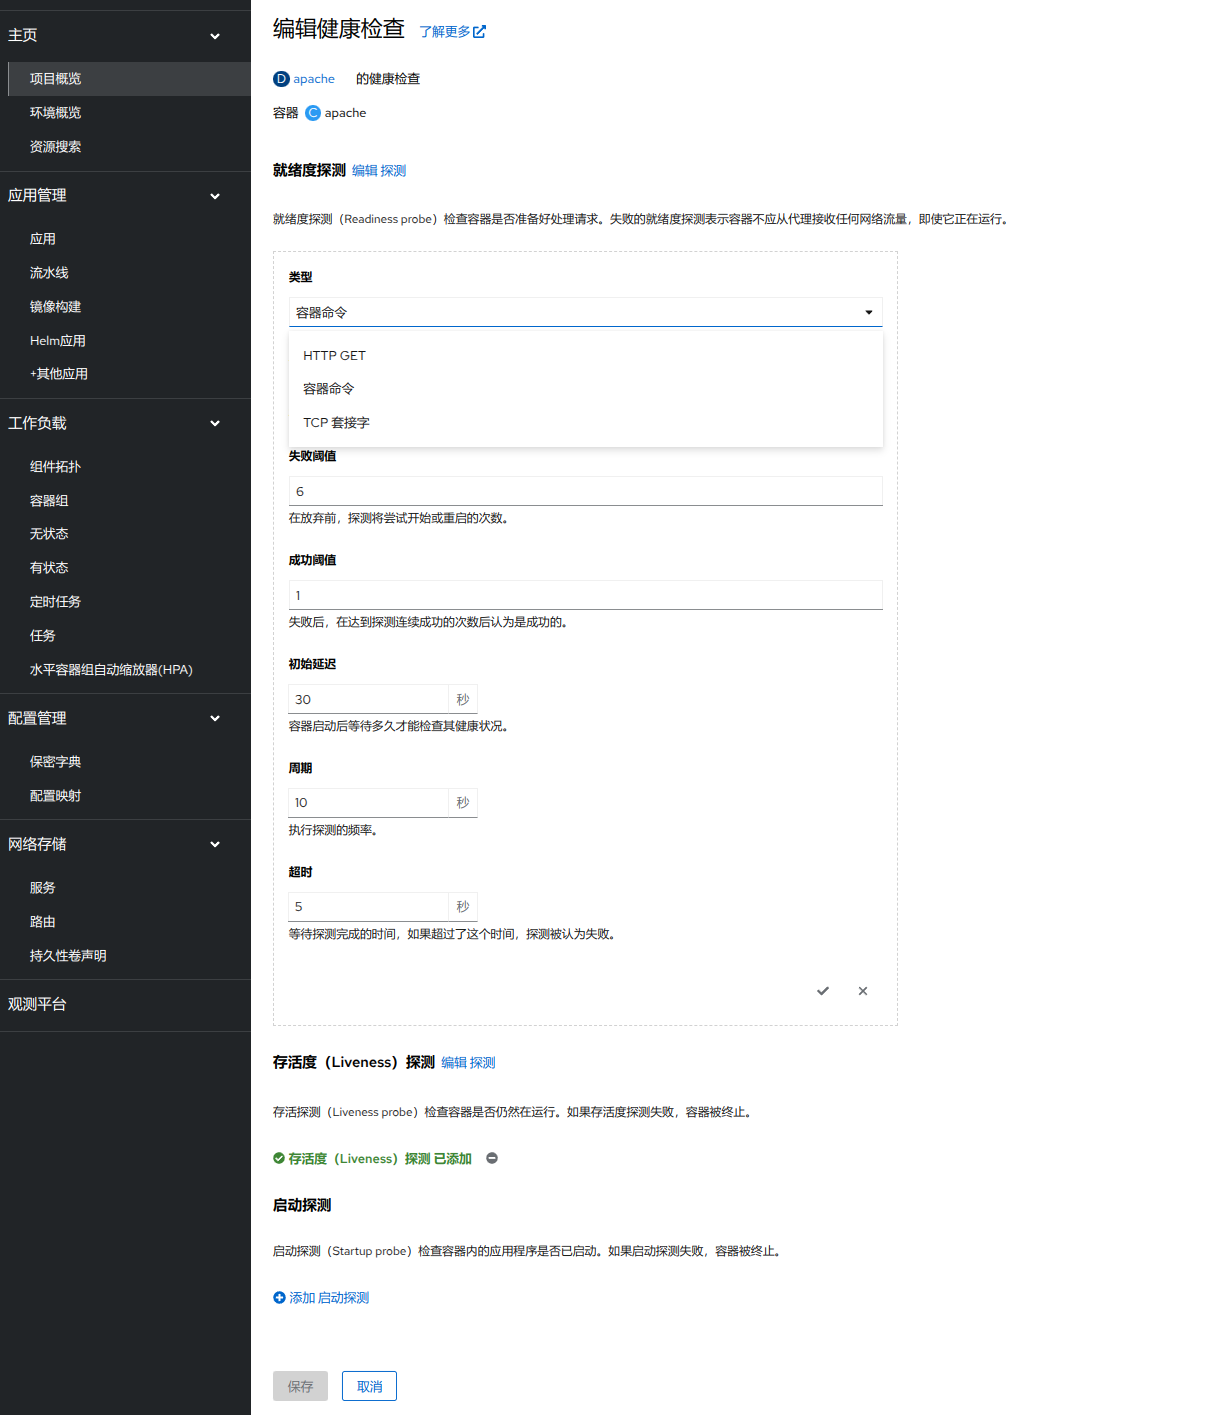 主页
项目概览
环境概览
资源搜索
应用管理
应用
流水线
镜像构建
Helm应用
+其他应用
工作负载
组件拓扑
容器组
无状态
有状态
定时任务
任务
水平容器组自动缩放器(HPA)
配置管理
保密字典
配置映射
网络存储
服务
路由
持久性卷声明
观测平台
编辑健康检查 了解更多
D apache 的健康检查
容器 C apache
就绪度探测 编辑 探测
就绪度探测（Readiness probe）检查容器是否准备好处理请求。失败的就绪度探测表示容器不应从代理接收任何网络流量，即使它正在运行。
类型
容器命令
HTTP GET
容器命令
TCP 套接字
失败阈值
6
在放弃前，探测将尝试开始或重启的次数。
成功阈值
1
失败后，在达到探测连续成功的次数后认为是成功的。
初始延迟
30 秒
容器启动后等待多久才能检查其健康状况。
周期
10 秒
执行探测的频率。
超时
5 秒
等待探测完成的时间，如果超过了这个时间，探测被认为失败。
存活度（Liveness）探测 编辑 探测
存活探测（Liveness probe）检查容器是否仍然在运行。如果存活度探测失败，容器被终止。
存活度（Liveness）探测 已添加
启动探测
启动探测（Startup probe）检查容器内的应用程序是否已启动。如果启动探测失败，容器被终止。
添加 启动探测
保存 取消